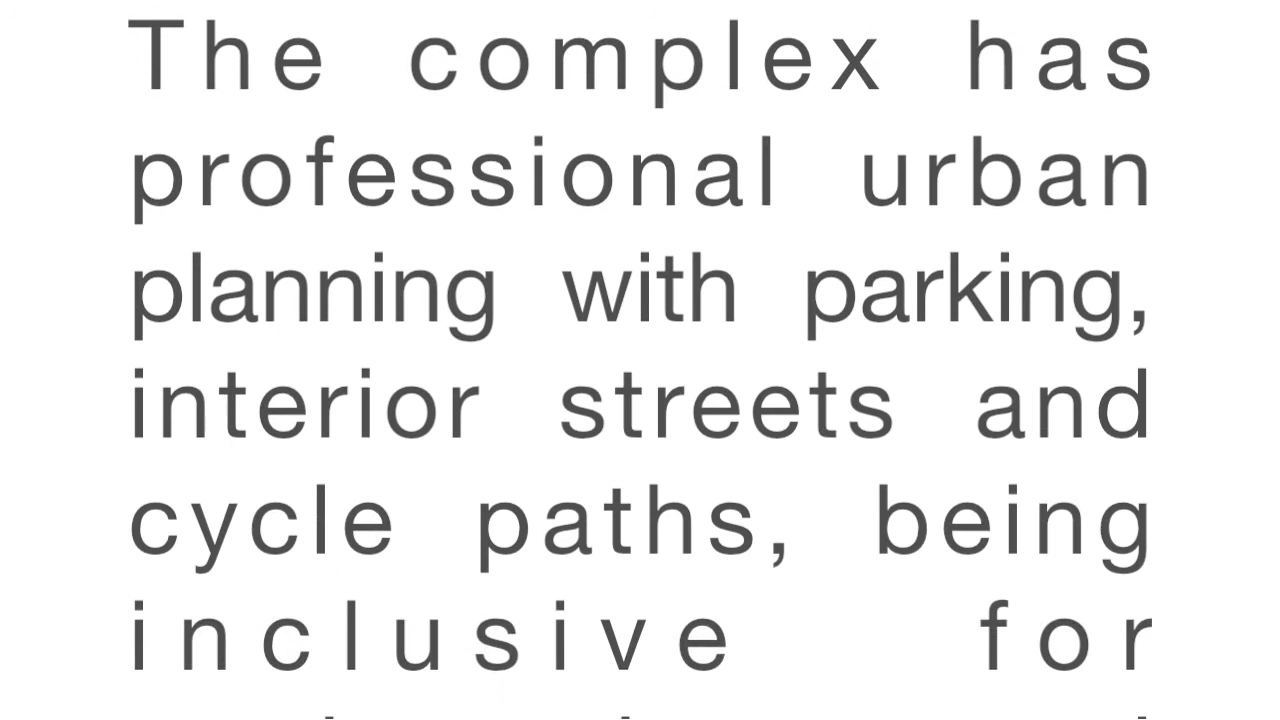 The complex has
professional urban
planning with parking,
interior streets and
cycle paths, being
inclusive for